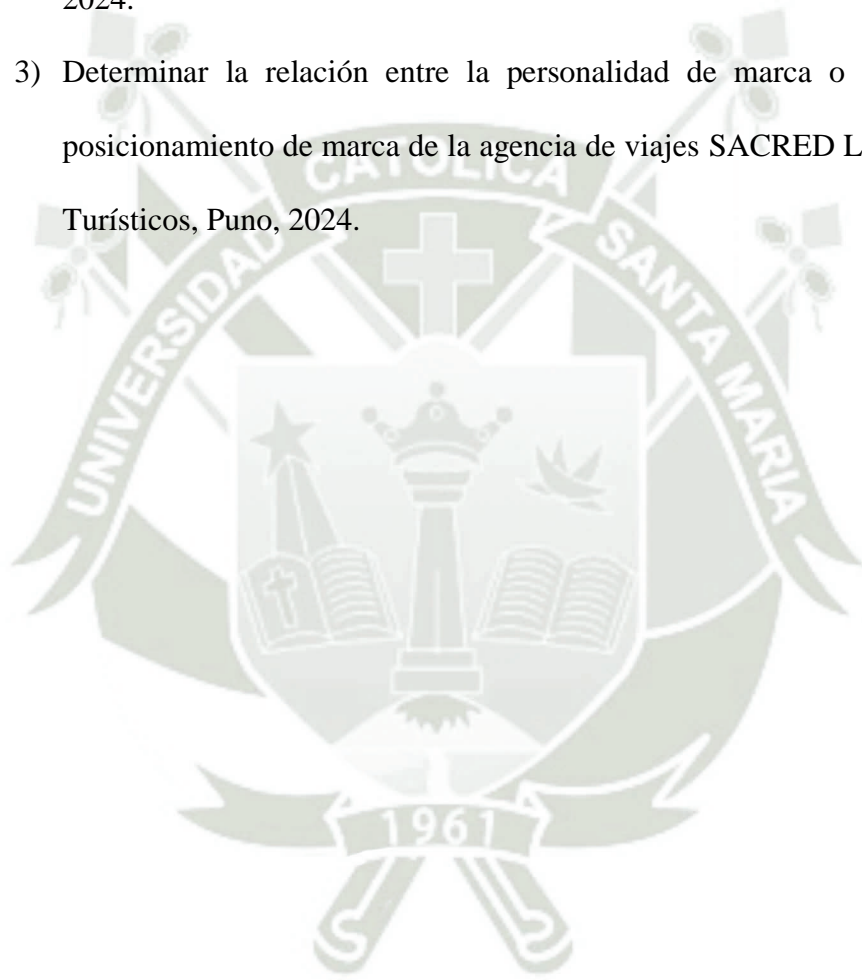 2024.
3) Determinar la relación entre la personalidad de marca o
posicionamiento de marca de la agencia de viajes SACRED L
Turísticos, Puno, 2024.
UNIVERSIDAD CATOLICA SANTA MARIA
1961